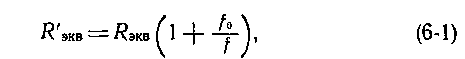 R'экв = Rэкв (1 + f₀/f), (6-1)